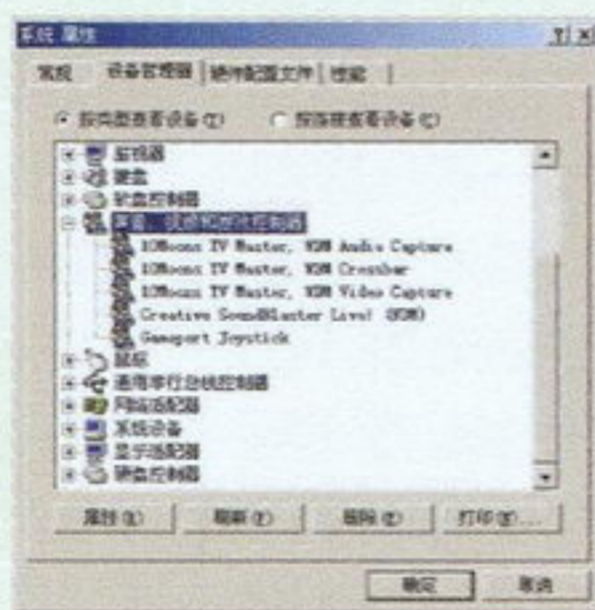 系统 属性
常规 设备管理器 硬件配置文件 性能
按类型查看设备(T) 按连接查看设备(C)
监视器
键盘
软盘控制器
声音、视频和游戏控制器
10Moons TV Master, WDM Audio Capture
10Moons TV Master, WDM Crossbar
10Moons TV Master, WDM Video Capture
Creative SoundBlaster Live! (WDM)
Gameport Joystick
鼠标
通用串行总线控制器
网络适配器
系统设备
显示适配器
硬盘控制器
属性(R) 刷新(F) 删除(E) 打印(N)...
确定 取消